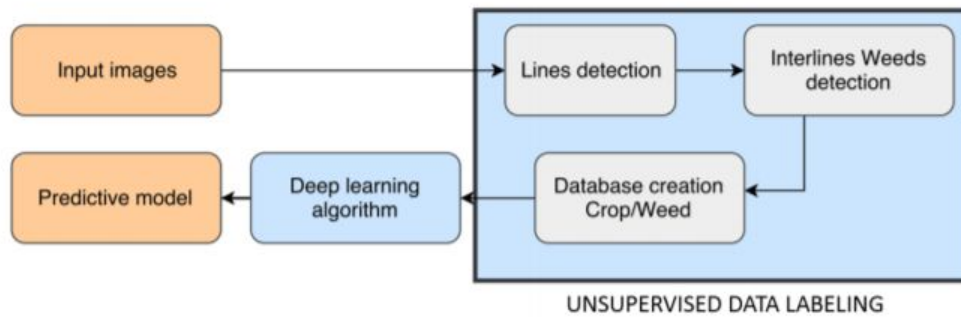 Input images
Lines detection
Interlines Weeds
detection
Predictive model
Deep learning
algorithm
Database creation
Crop/Weed
UNSUPERVISED DATA LABELING